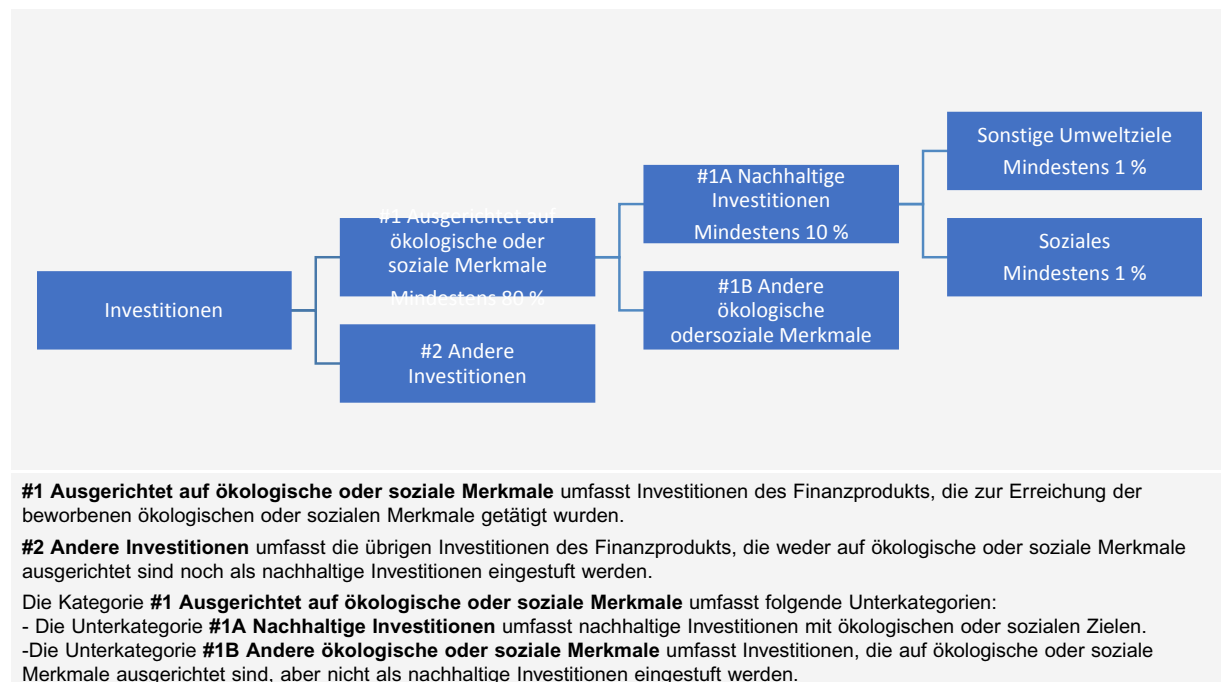 Sonstige Umweltziele
Mindestens 1 %
#1A Nachhaltige
Investitionen
Mindestens 10 %
#1 Ausgerichtet auf
ökologische oder
soziale Merkmale
Mindestens 80 %
Soziales
Mindestens 1 %
Investitionen
#1B Andere
ökologische
odersoziale Merkmale
#2 Andere
Investitionen
#1 Ausgerichtet auf ökologische oder soziale Merkmale umfasst Investitionen des Finanzprodukts, die zur Erreichung der
beworbenen ökologischen oder sozialen Merkmale getätigt wurden.
#2 Andere Investitionen umfasst die übrigen Investitionen des Finanzprodukts, die weder auf ökologische oder soziale Merkmale
ausgerichtet sind noch als nachhaltige Investitionen eingestuft werden.
Die Kategorie #1 Ausgerichtet auf ökologische oder soziale Merkmale umfasst folgende Unterkategorien:
- Die Unterkategorie #1A Nachhaltige Investitionen umfasst nachhaltige Investitionen mit ökologischen oder sozialen Zielen.
-Die Unterkategorie #1B Andere ökologische oder soziale Merkmale umfasst Investitionen, die auf ökologische oder soziale
Merkmale ausgerichtet sind, aber nicht als nachhaltige Investitionen eingestuft werden.